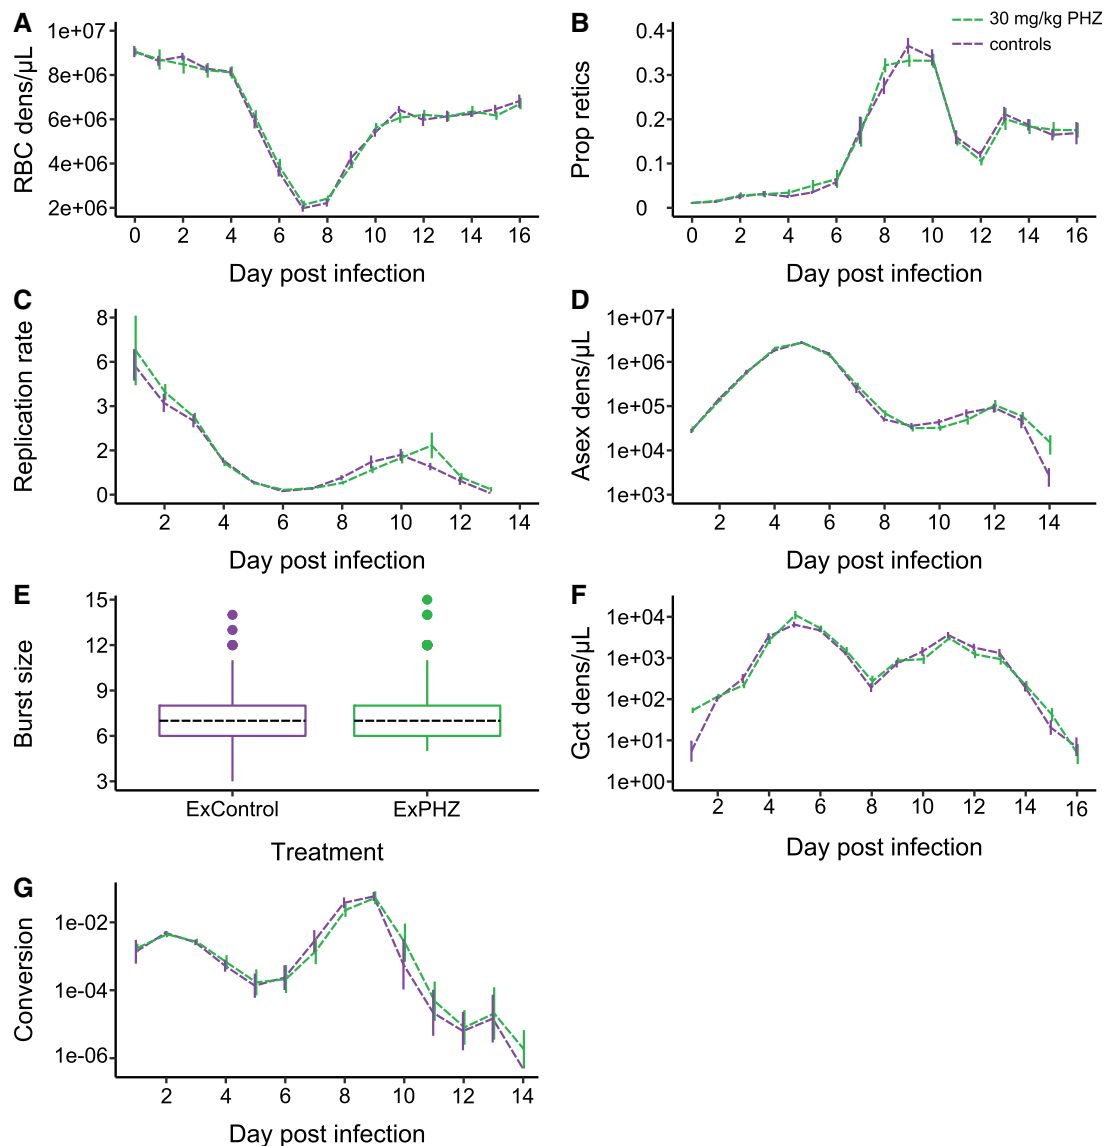 A
RBC dens/µL
1e+07
8e+06
6e+06
4e+06
2e+06
0 2 4 6 8 10 12 14 16
Day post infection
B
30 mg/kg PHZ
controls
Prop retics
0.4
0.3
0.2
0.1
0
0 2 4 6 8 10 12 14 16
Day post infection
C
Replication rate
8
6
3
2
0
2 4 6 8 10 12 14
Day post infection
D
Asex dens/µL
1e+07
1e+06
1e+05
1e+04
1e+03
2 4 6 8 10 12 14
Day post infection
E
Burst size
15
12
9
6
3
ExControl ExPHZ
Treatment
F
Gct dens/µL
1e+04
1e+03
1e+02
1e+01
1e+00
2 4 6 8 10 12 14 16
Day post infection
G
Conversion
1e-02
1e-04
1e-06
2 4 6 8 10 12 14
Day post infection